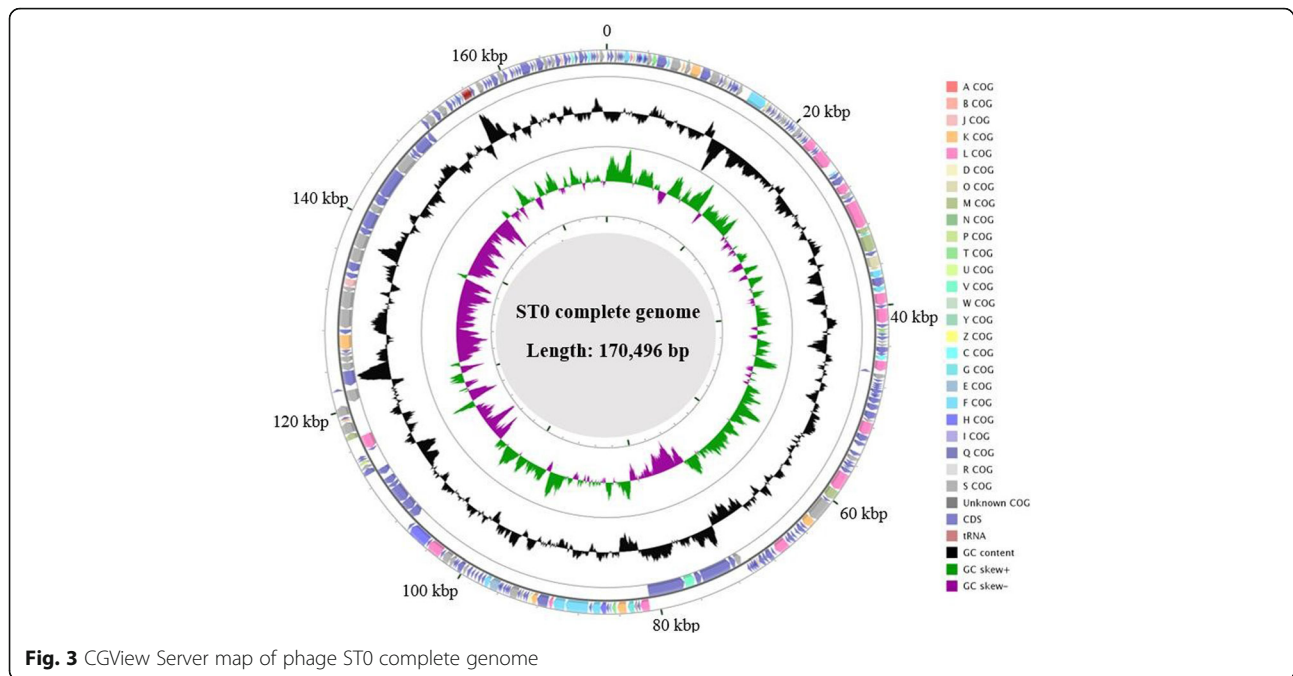 0
160 kbp
20 kbp
140 kbp
40 kbp
120 kbp
60 kbp
100 kbp
80 kbp
ST0 complete genome
Length: 170,496 bp
A COG
B COG
J COG
K COG
L COG
D COG
O COG
M COG
N COG
P COG
T COG
U COG
V COG
W COG
Y COG
Z COG
C COG
G COG
E COG
F COG
H COG
I COG
Q COG
R COG
S COG
Unknown COG
CDS
tRNA
GC content
GC skew+
GC skew-
Fig. 3 CGView Server map of phage ST0 complete genome